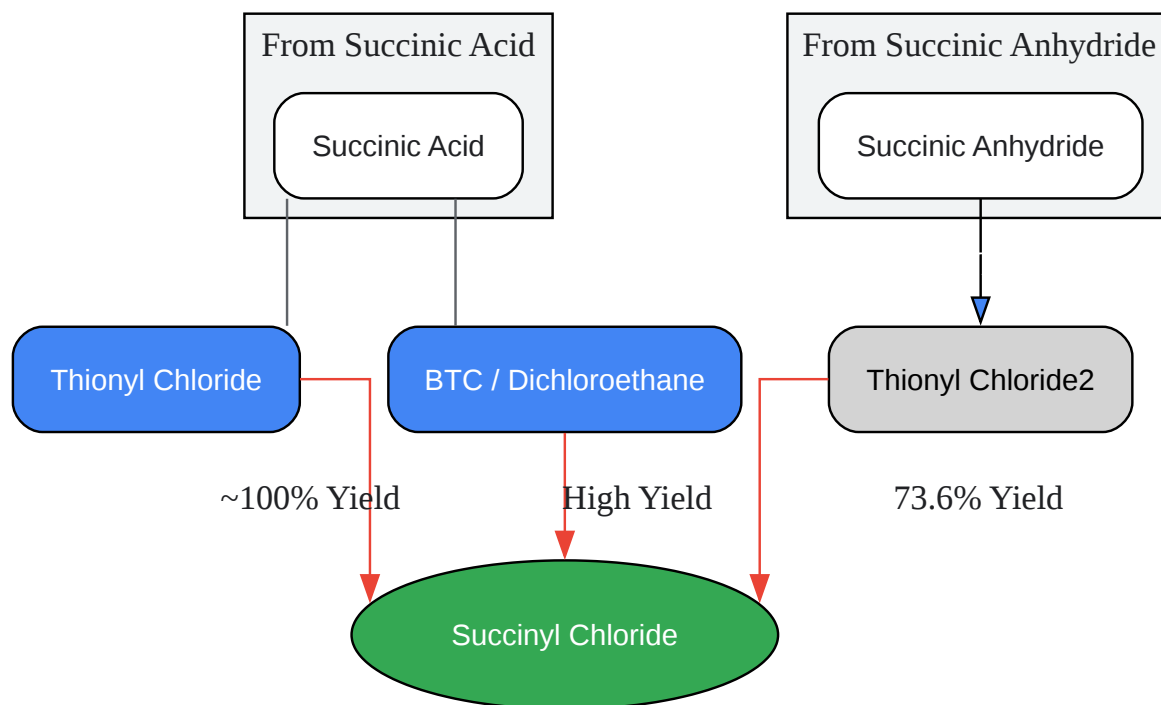 From Succinic Acid
From Succinic Anhydride
Succinic Acid
Succinic Anhydride
Thionyl Chloride
BTC / Dichloroethane
Thionyl Chloride2
~100% Yield
High Yield
73.6% Yield
Succinyl Chloride